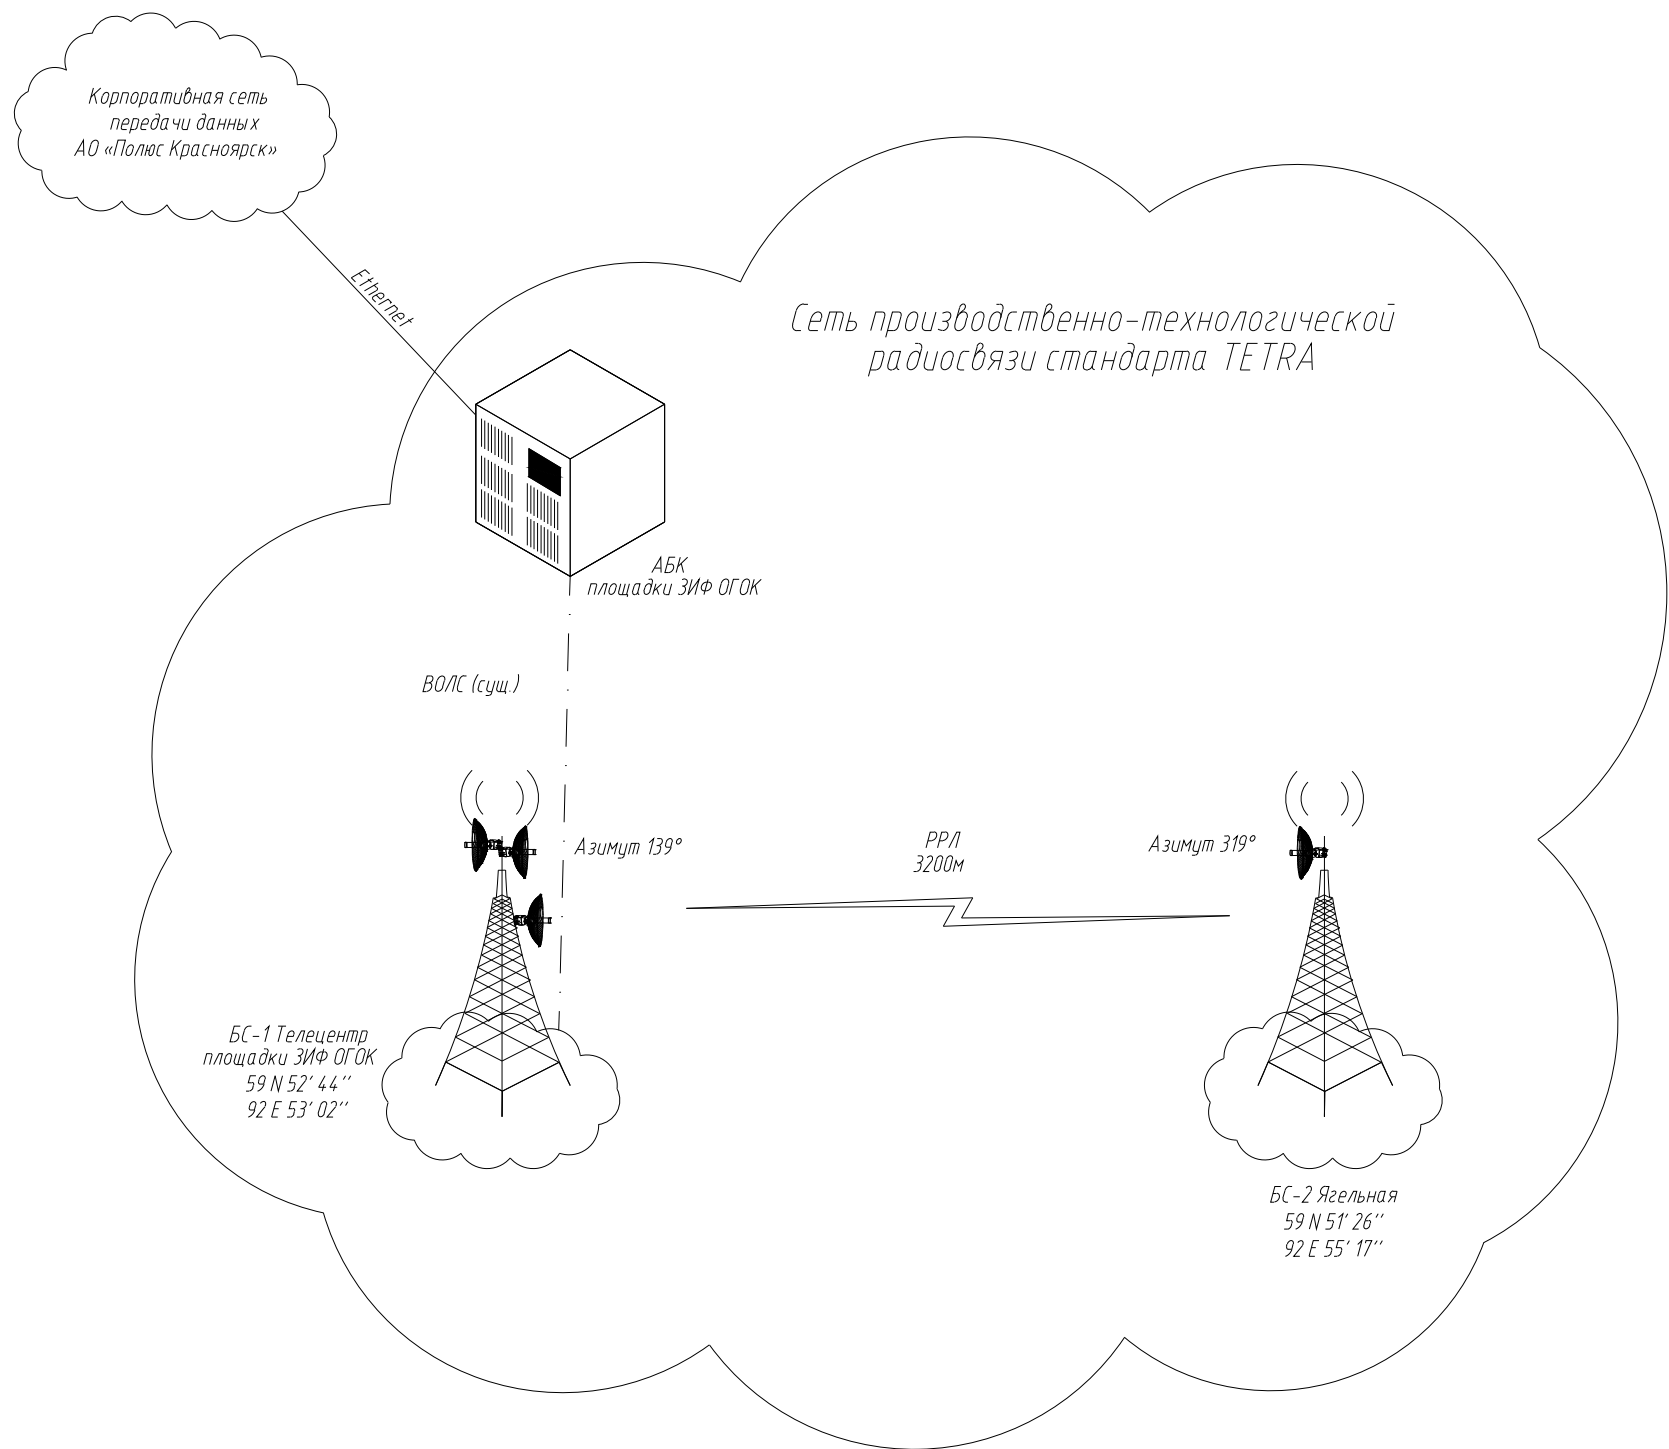 Корпоративная сеть
передачи данных
АО «Полюс Красноярск»
Ethernet
Сеть производственно-технологической
радиосвязи стандарта TETRA
АБК
площадки ЗИФ ОГОК
ВОЛС (сущ.)
Азимут 139°
РРЛ
3200м
Азимут 319°
БС-1 Телецентр
площадки ЗИФ ОГОК
59 N 52' 44''
92 E 53' 02''
БС-2 Ягельная
59 N 51' 26''
92 E 55' 17''